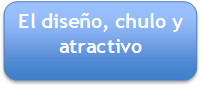 El diseño, chulo y
atractivo